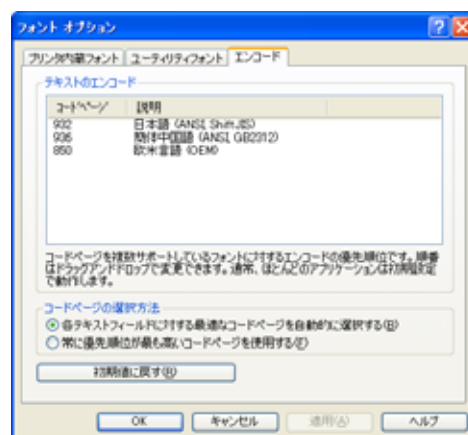 フォント オプション
プリンタ内蔵フォント ユーティリティフォント エンコード
テキストのエンコード
コードページ 説明
932 日本語 (ANSI, Shift_JIS)
936 簡体中国語 (ANSI, GB2312)
850 欧米言語 (OEM)
コードページを複数サポートしているフォントに対するエンコードの優先順位です。順番
はドラッグアンドドロップで変更できます。通常、ほとんどのアプリケーションは初期設定
で動作します。
コードページの選択方法
各テキストフィールドに対する最適なコードページを自動的に選択する(B)
常に優先順位が最も高いコードページを使用する(E)
初期値に戻す(R)
OK キャンセル 適用(A) ヘルプ